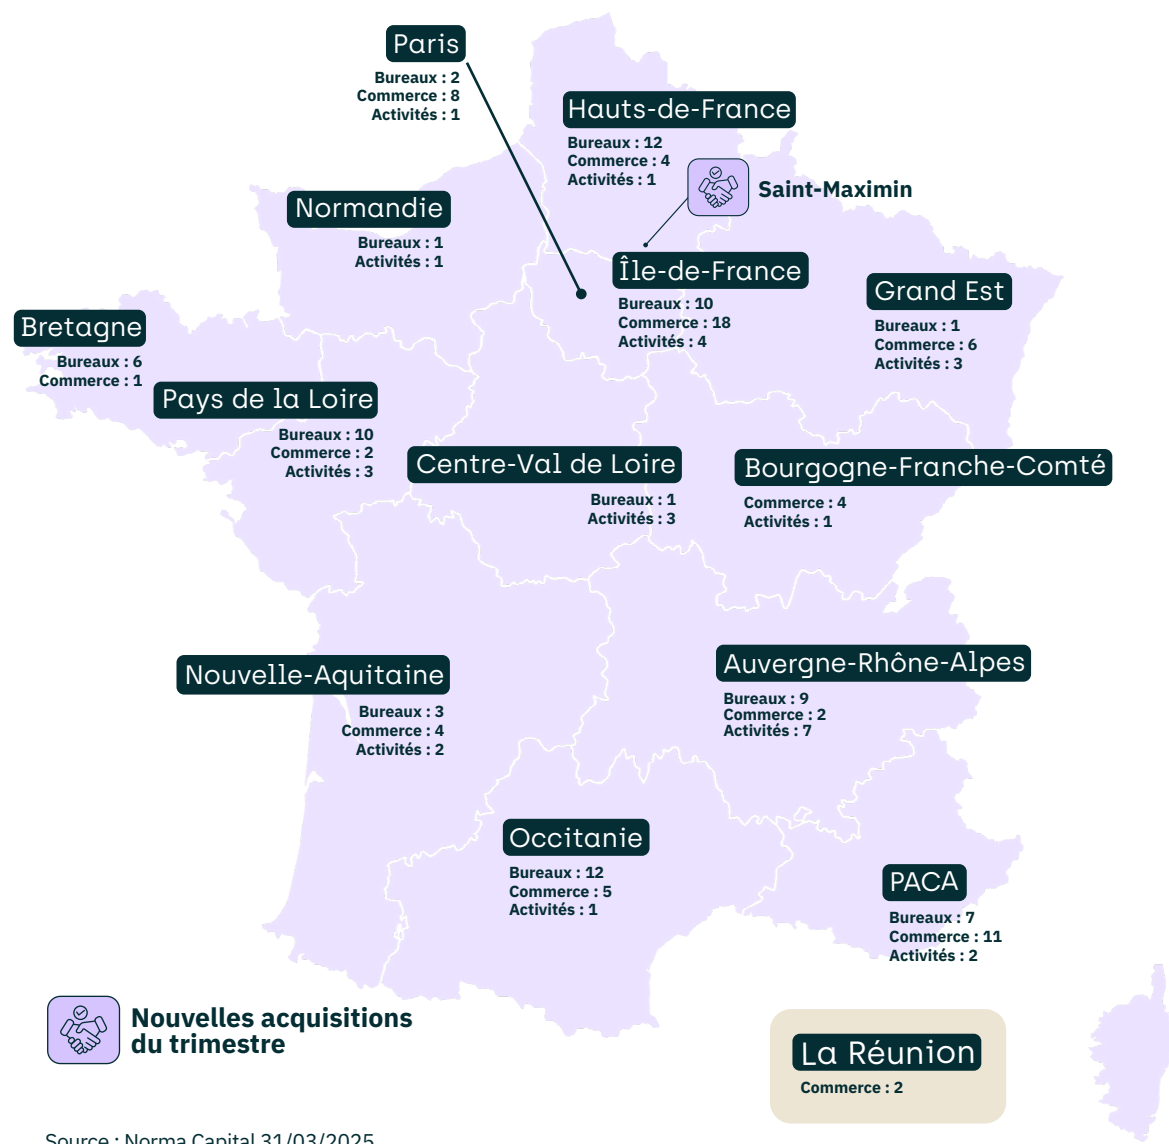 Paris
Bureaux : 2
Commerce : 8
Activités : 1
Hauts-de-France
Bureaux : 12
Commerce : 4
Activités : 1
Saint-Maximin
Normandie
Bureaux : 1
Activités : 1
Île-de-France
Bureaux : 10
Commerce : 18
Activités : 4
Grand Est
Bureaux : 1
Commerce : 6
Activités : 3
Bretagne
Bureaux : 6
Commerce : 1
Pays de la Loire
Bureaux : 10
Commerce : 2
Activités : 3
Centre-Val de Loire
Bureaux : 1
Activités : 3
Bourgogne-Franche-Comté
Commerce : 4
Activités : 1
Nouvelle-Aquitaine
Bureaux : 3
Commerce : 4
Activités : 2
Auvergne-Rhône-Alpes
Bureaux : 9
Commerce : 2
Activités : 7
Occitanie
Bureaux : 12
Commerce : 5
Activités : 1
PACA
Bureaux : 7
Commerce : 11
Activités : 2
Nouvelles acquisitions
du trimestre
La Réunion
Commerce : 2
Source : Norma Capital 31/03/2025